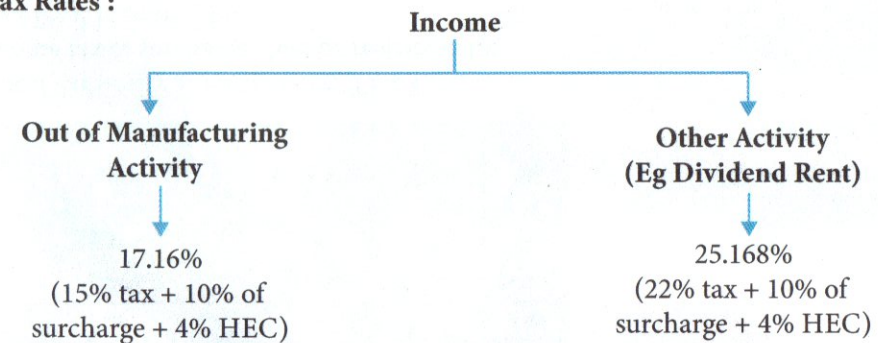 ax Rates :
Income
Out of Manufacturing
Activity
17.16%
(15% tax + 10% of
surcharge + 4% HEC)
Other Activity
(Eg Dividend Rent)
25.168%
(22% tax + 10% of
surcharge + 4% HEC)